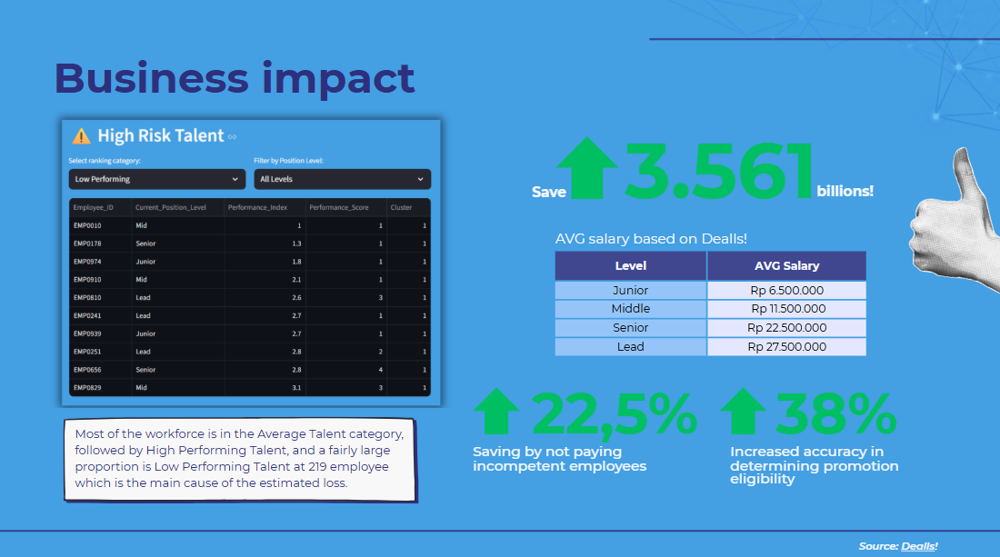 Business impact
High Risk Talent
Select ranking category:
Filter by Position Level:
Low Performing
All Levels
Employee_ID Current_Position_Level Performance_Index Performance_Score Cluster
EMP0010 Mid 1 1 1
EMP0178 Senior 1.3 1 1
EMP0974 Junior 1.8 1 1
EMP0910 Mid 2.1 1 1
EMP0810 Lead 2.6 3 1
EMP0241 Lead 2.7 1 1
EMP0939 Junior 2.7 1 1
EMP0251 Lead 2.8 2 1
EMP0656 Senior 2.8 4 1
EMP0829 Mid 3.1 3 1
Most of the workforce is in the Average Talent category,
followed by High Performing Talent, and a fairly large
proportion is Low Performing Talent at 219 employee
which is the main cause of the estimated loss.
Save 3.561 billions!
AVG salary based on Dealls!
Level AVG Salary
Junior Rp 6.500.000
Middle Rp 11.500.000
Senior Rp 22.500.000
Lead Rp 27.500.000
22,5%
Saving by not paying
incompetent employees
38%
Increased accuracy in
determining promotion
eligibility
Source: Dealls!